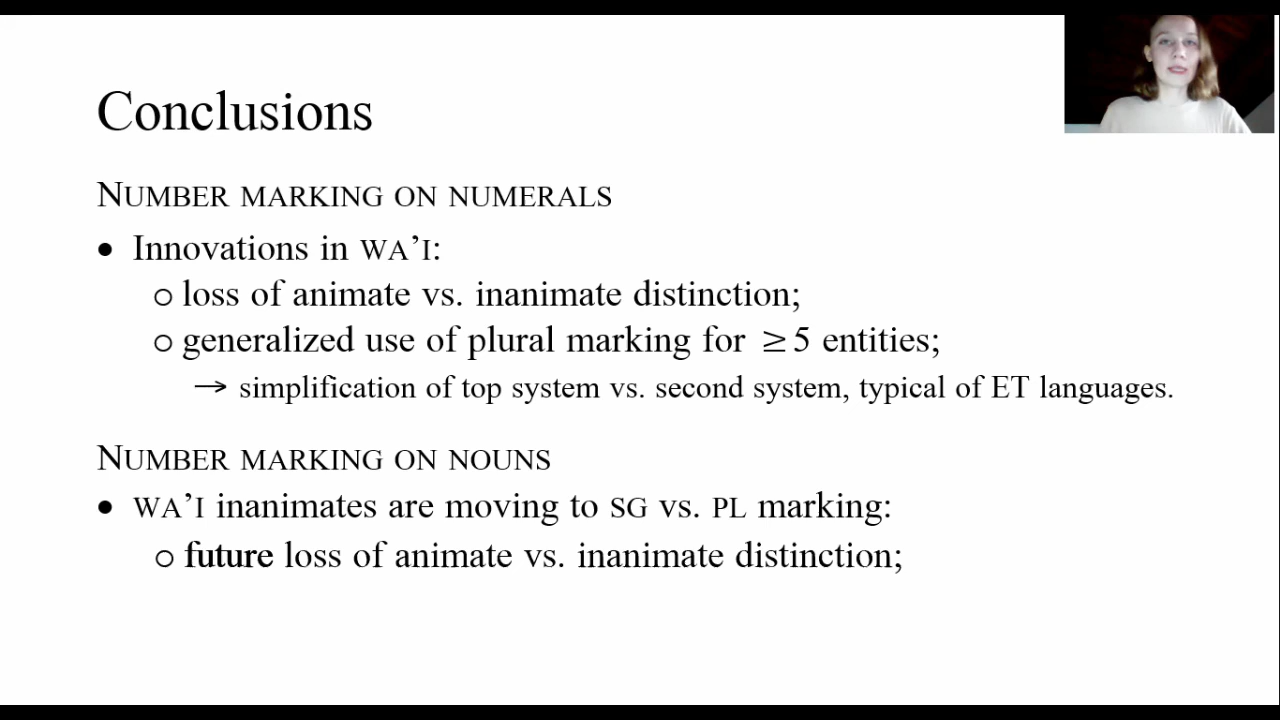 Conclusions
NUMBER MARKING ON NUMERALS
• Innovations in WA’I:
○ loss of animate vs. inanimate distinction;
○ generalized use of plural marking for ≥ 5 entities;
→ simplification of top system vs. second system, typical of ET languages.
NUMBER MARKING ON NOUNS
• WA’I inanimates are moving to SG vs. PL marking:
○ future loss of animate vs. inanimate distinction;